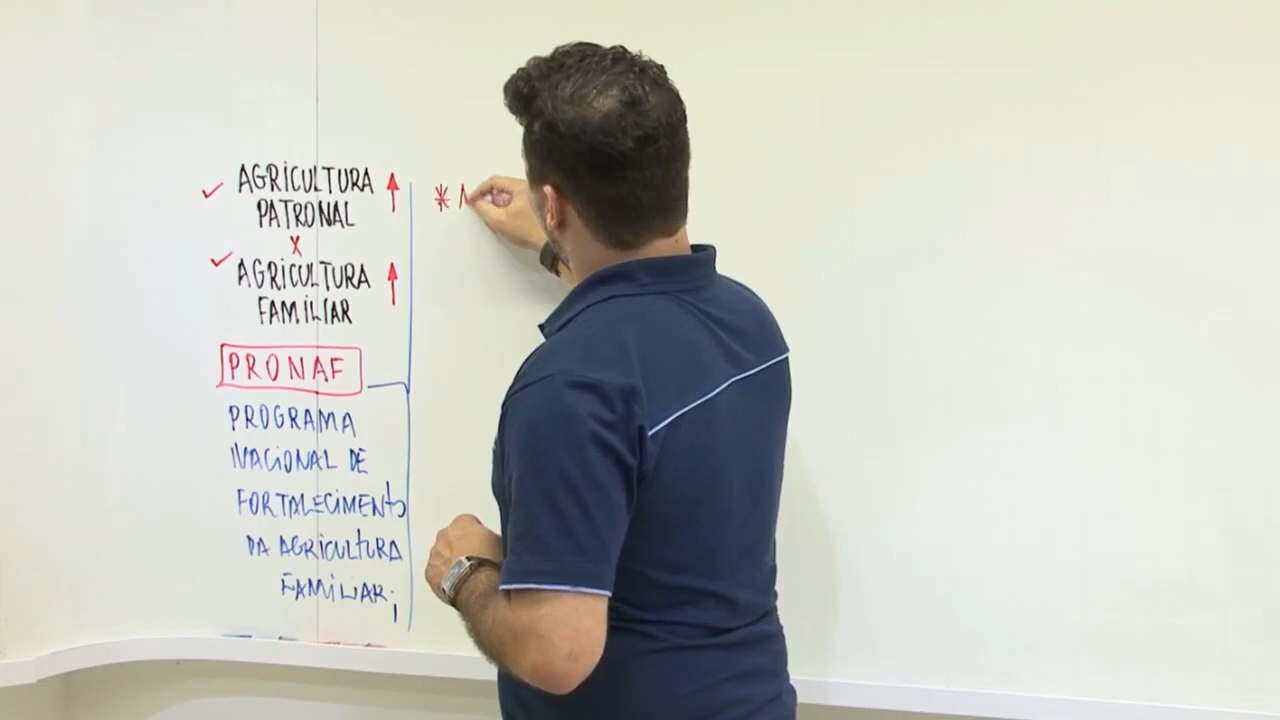 ✓ AGRICULTURA ↑
PATRONAL
X
✓ AGRICULTURA ↑
FAMILIAR
PRONAF
PROGRAMA
NACIONAL DE
FORTALECIMENTO
DA AGRICULTURA
FAMILIAR;
*